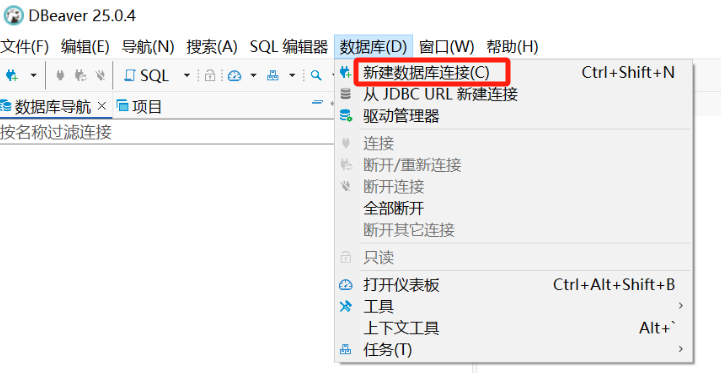 DBeaver 25.0.4
文件(F) 编辑(E) 导航(N) 搜索(A) SQL 编辑器 数据库(D) 窗口(W) 帮助(H)
SQL
数据库导航 项目
按名称过滤连接
新建数据库连接(C) Ctrl+Shift+N
从 JDBC URL 新建连接
驱动管理器
连接
断开/重新连接
断开连接
全部断开
断开其它连接
只读
打开仪表板 Ctrl+Alt+Shift+B
工具
上下文工具 Alt+`
任务(T)